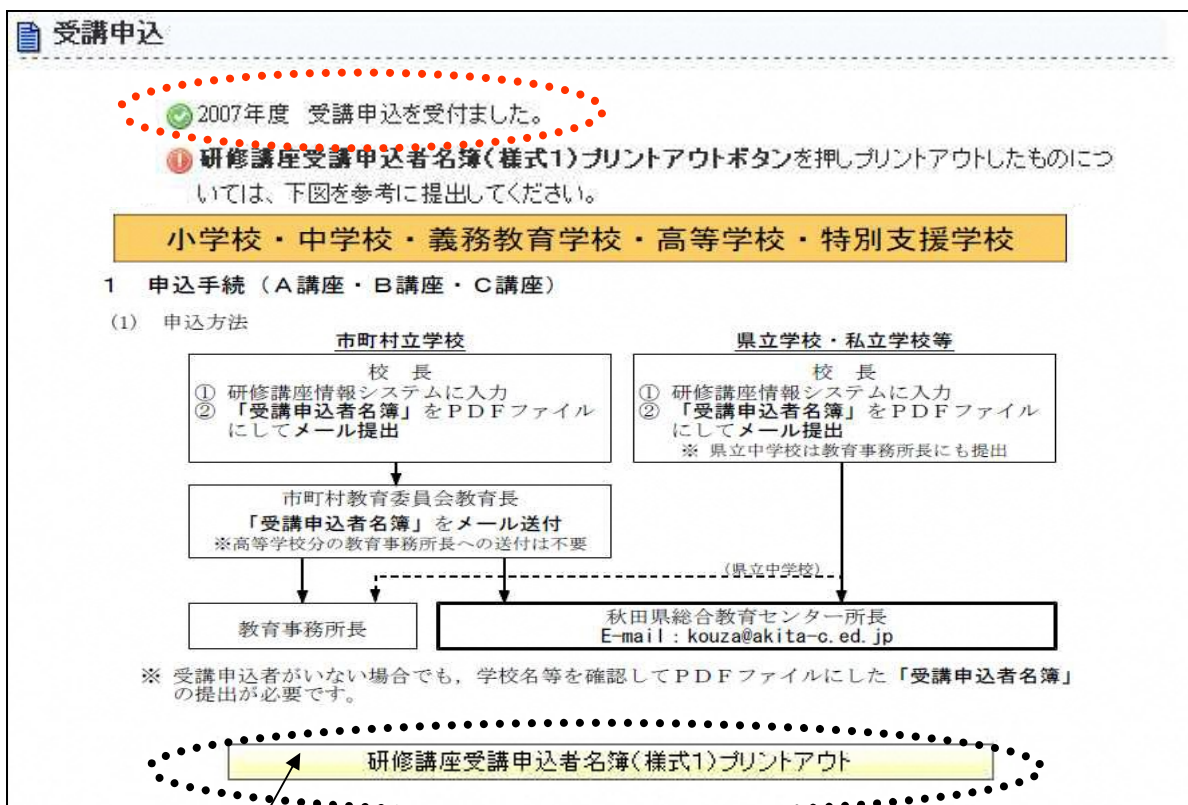 受講申込
2007年度 受講申込を受付ました。
研修講座受講申込者名簿(様式1)プリントアウトボタンを押しプリントアウトしたものにつ
いては、下図を参考に提出してください。
小学校・中学校・義務教育学校・高等学校・特別支援学校
1 申込手続(A講座・B講座・C講座)
(1) 申込方法
市町村立学校
校 長
① 研修講座情報システムに入力
② 「受講申込者名簿」をPDFファイル
にしてメール提出
県立学校・私立学校等
校 長
① 研修講座情報システムに入力
② 「受講申込者名簿」をPDFファイル
にしてメール提出
※ 県立中学校は教育事務所長にも提出
市町村教育委員会教育長
「受講申込者名簿」をメール送付
※高等学校分の教育事務所長への送付は不要
(県立中学校)
教育事務所長
秋田県総合教育センター所長
E-mail:kouza@akita-c.ed.jp
※ 受講申込者がいない場合でも,学校名等を確認してPDFファイルにした「受講申込者名簿」
の提出が必要です。
研修講座受講申込者名簿(様式1)プリントアウト